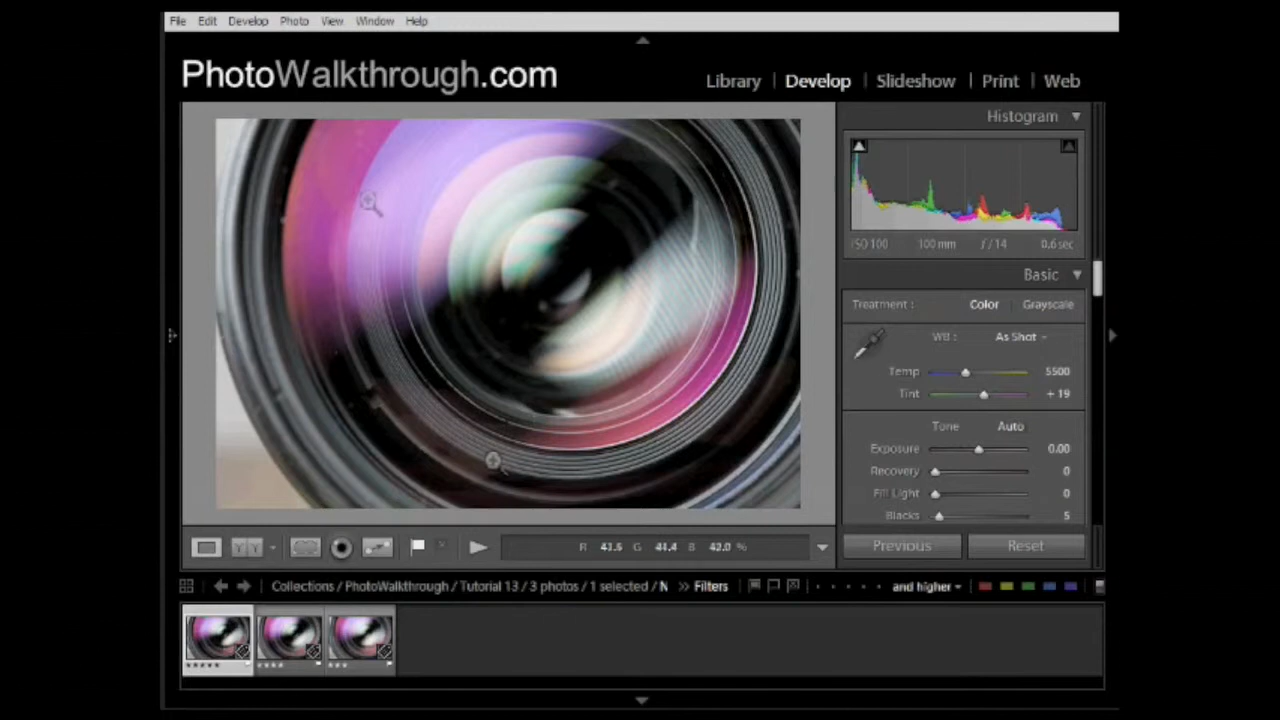 File Edit Develop Photo View Window Help
PhotoWalkthrough.com
Library | Develop | Slideshow | Print | Web
Histogram
ISO 100 100 mm f / 14 0.6 sec
Basic
Treatment : Color Grayscale
WB : As Shot
Temp 5500
Tint + 19
Tone Auto
Exposure 0.00
Recovery 0
Fill Light 0
Blacks 5
Previous Reset
R 41.5 G 41.4 B 42.0 %
Collections / PhotoWalkthrough / Tutorial 13 / 3 photos / 1 selected / N >> Filters and higher